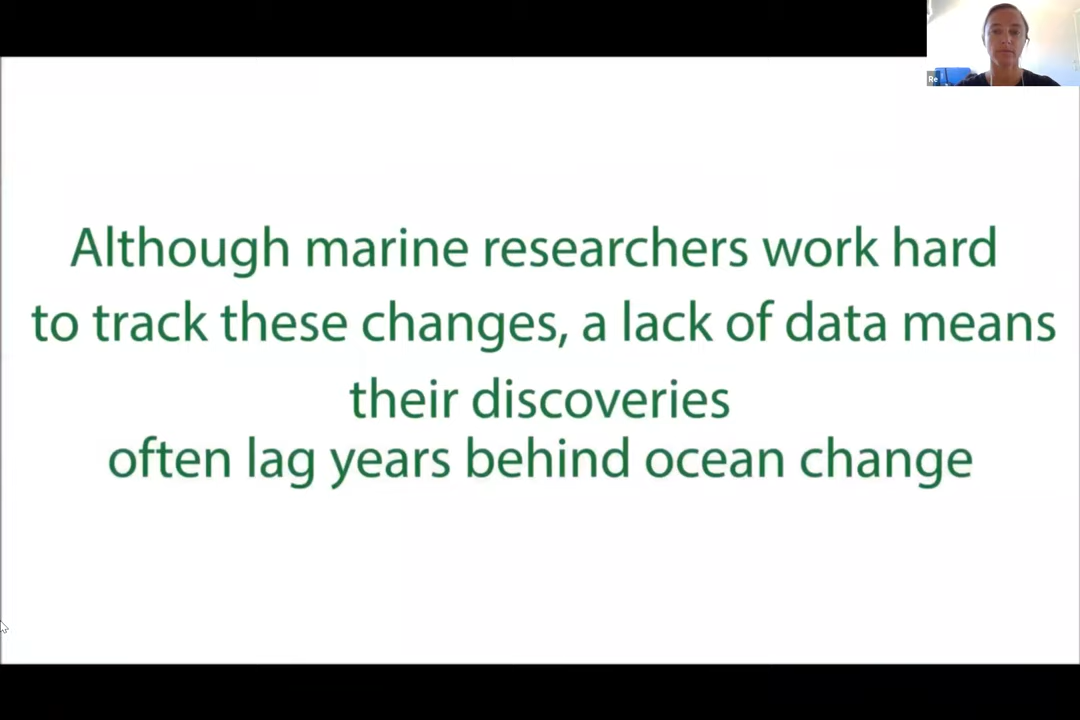 Re
Although marine researchers work hard
to track these changes, a lack of data means
their discoveries
often lag years behind ocean change